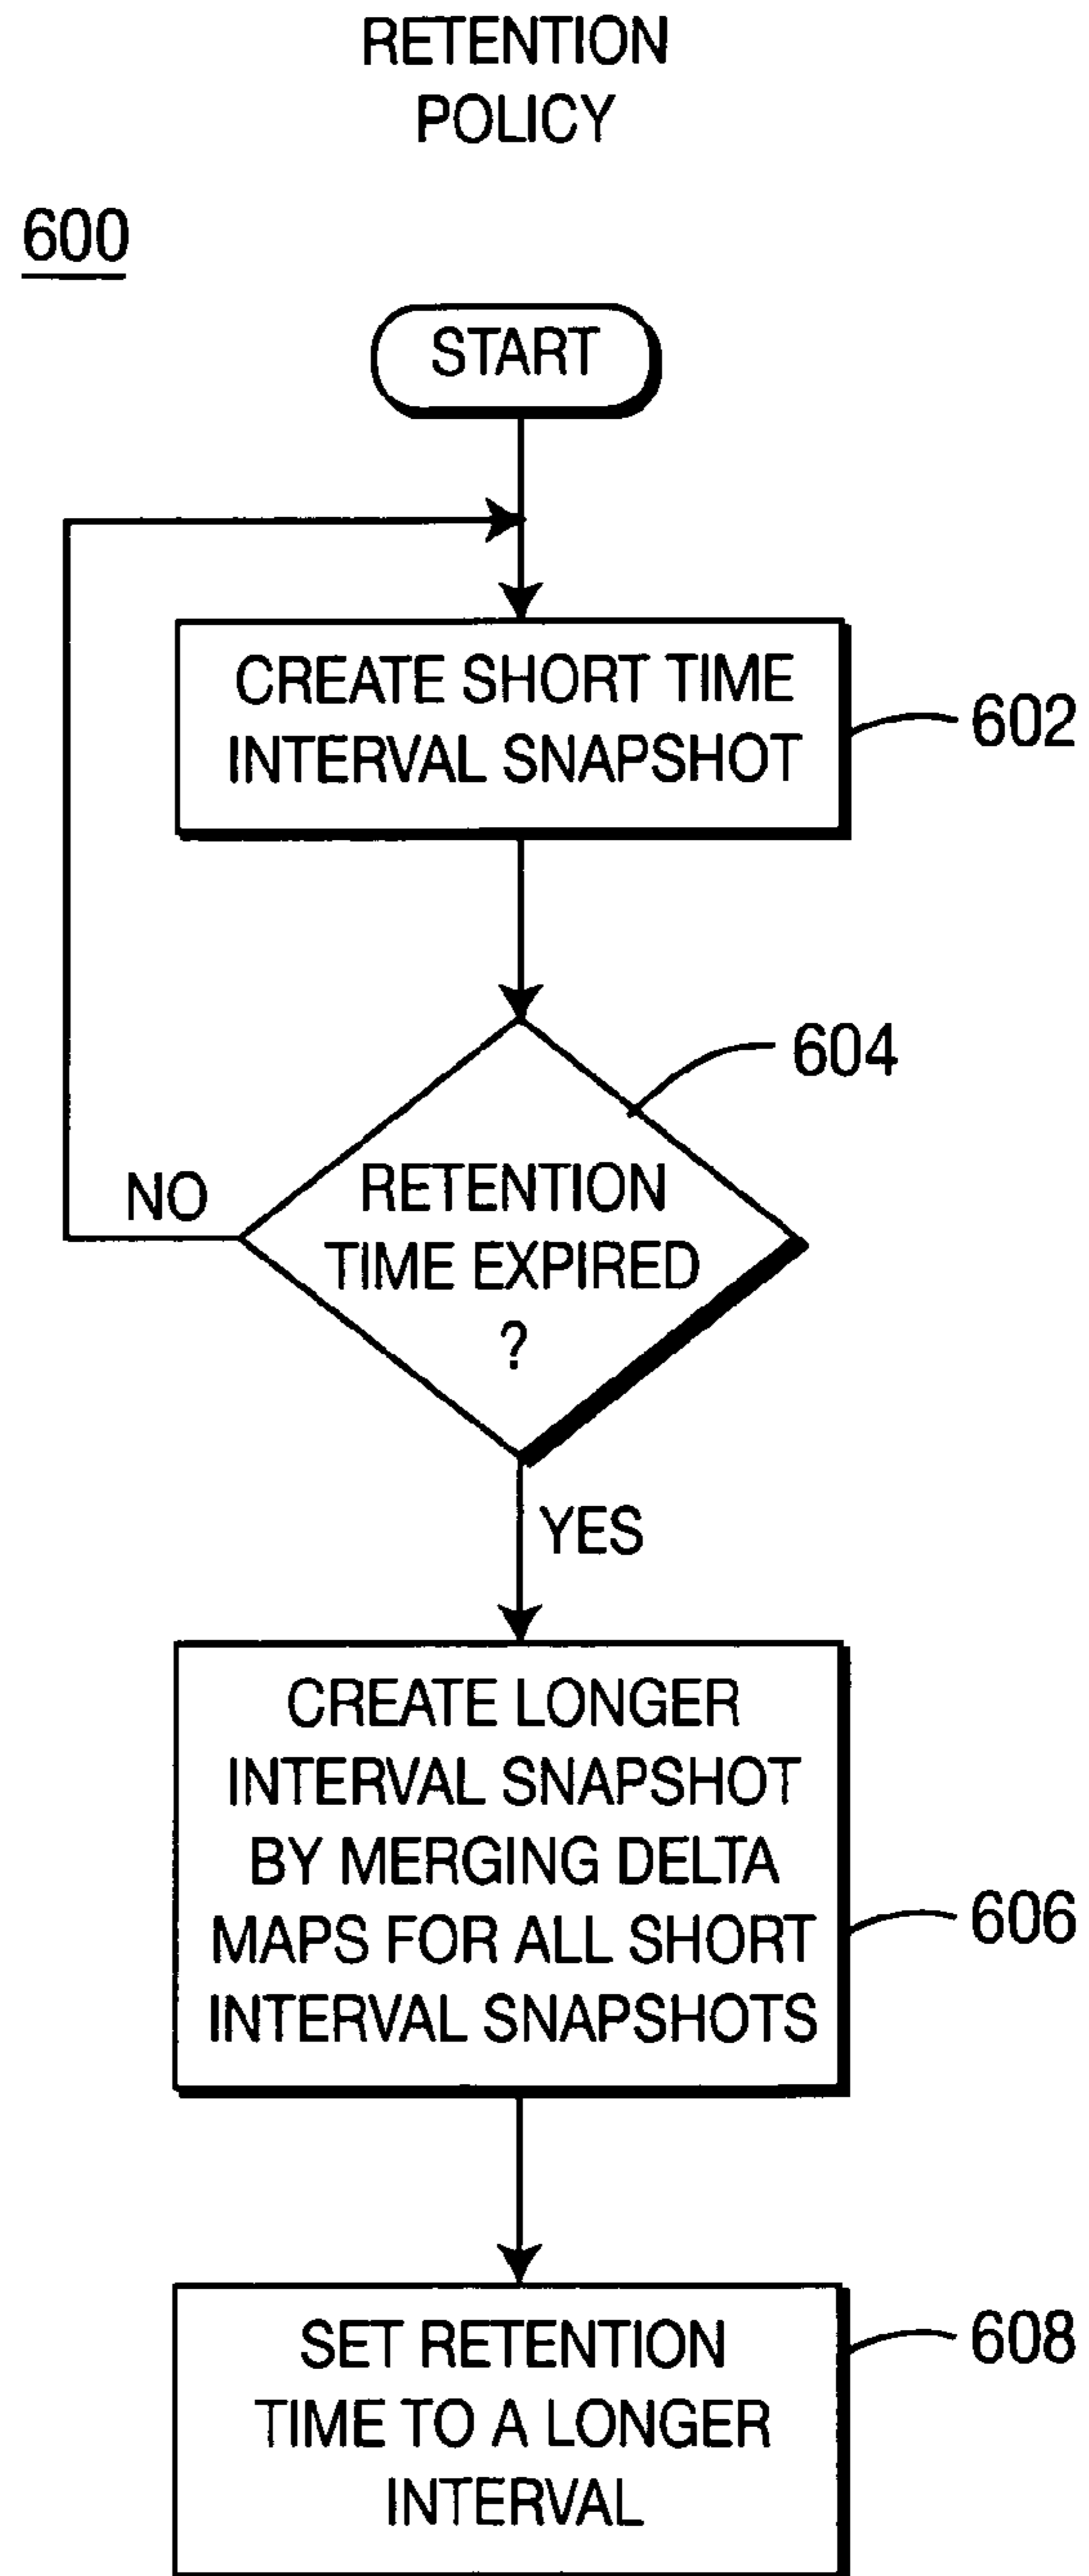 RETENTION
POLICY
600
START
CREATE SHORT TIME
INTERVAL SNAPSHOT
602
604
RETENTION
TIME EXPIRED
?
NO
YES
CREATE LONGER
INTERVAL SNAPSHOT
BY MERGING DELTA
MAPS FOR ALL SHORT
INTERVAL SNAPSHOTS
606
SET RETENTION
TIME TO A LONGER
INTERVAL
608